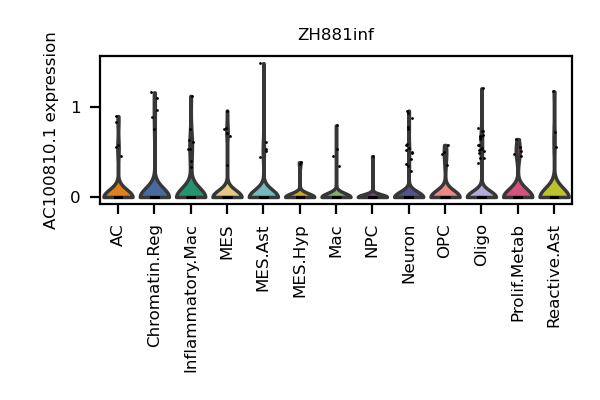 ZH881inf
AC100810.1 expression
1
0
AC
Chromatin.Reg
Inflammatory.Mac
MES
MES.Ast
MES.Hyp
Mac
NPC
Neuron
OPC
Oligo
Prolif.Metab
Reactive.Ast